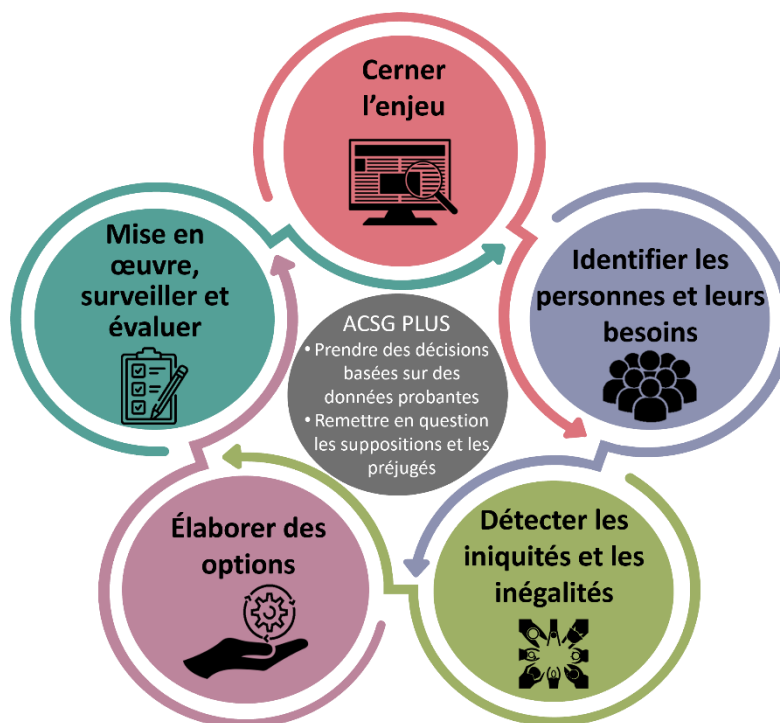 Cerner
l'enjeu
Identifier les
personnes et leurs
besoins
Détecter les
iniquités et les
inégalités
Élaborer des
options
Mise en
œuvre,
surveiller et
évaluer
ACSG PLUS
• Prendre des décisions
basées sur des
données probantes
• Remettre en question
les suppositions et les
préjugés